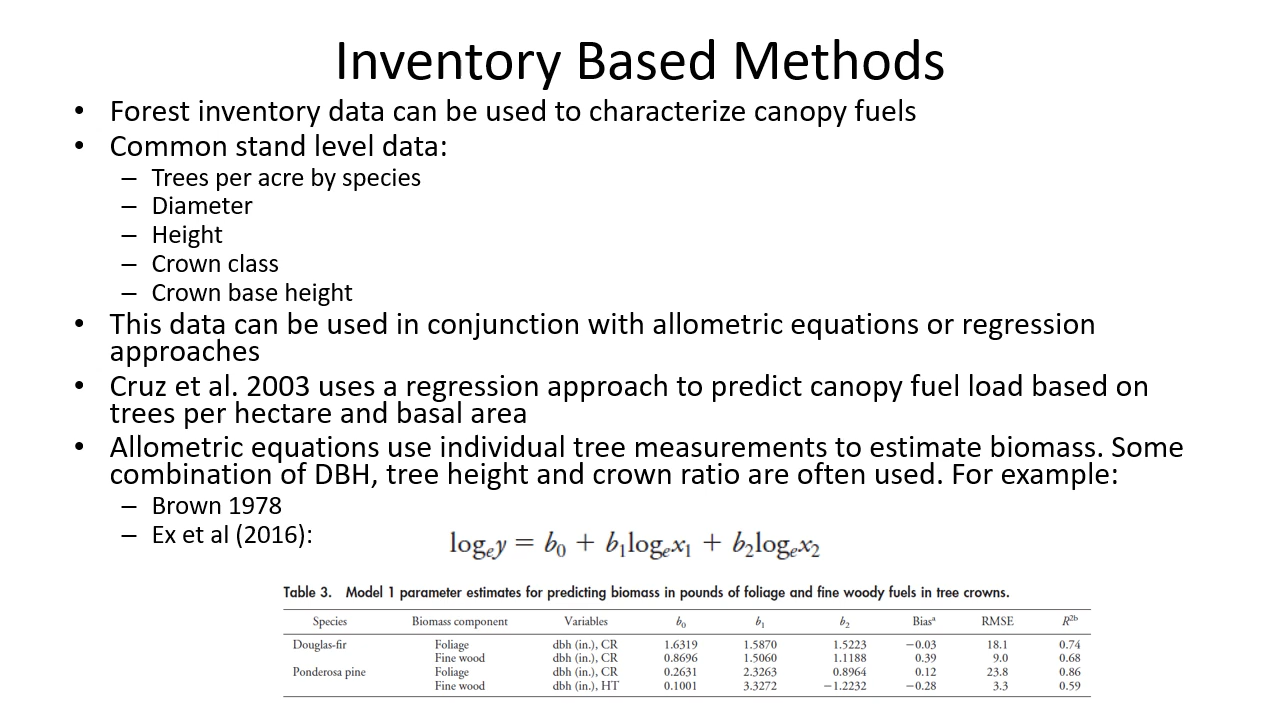 Inventory Based Methods
• Forest inventory data can be used to characterize canopy fuels
• Common stand level data:
– Trees per acre by species
– Diameter
– Height
– Crown class
– Crown base height
• This data can be used in conjunction with allometric equations or regression
approaches
• Cruz et al. 2003 uses a regression approach to predict canopy fuel load based on
trees per hectare and basal area
• Allometric equations use individual tree measurements to estimate biomass. Some
combination of DBH, tree height and crown ratio are often used. For example:
– Brown 1978
– Ex et al (2016):
logₑy = b₀ + b₁logₑx₁ + b₂logₑx₂
Table 3. Model 1 parameter estimates for predicting biomass in pounds of foliage and fine woody fuels in tree crowns.
Species Biomass component Variables b₀ b₁ b₂ Biasᵃ RMSE R²ᵇ
Douglas-fir Foliage dbh (in.), CR 1.6319 1.5870 1.5223 −0.03 18.1 0.74
Fine wood dbh (in.), CR 0.8696 1.5060 1.1188 0.39 9.0 0.68
Ponderosa pine Foliage dbh (in.), CR 0.2631 2.3263 0.8964 0.12 23.8 0.86
Fine wood dbh (in.), HT 0.1001 3.3272 −1.2232 −0.28 3.3 0.59